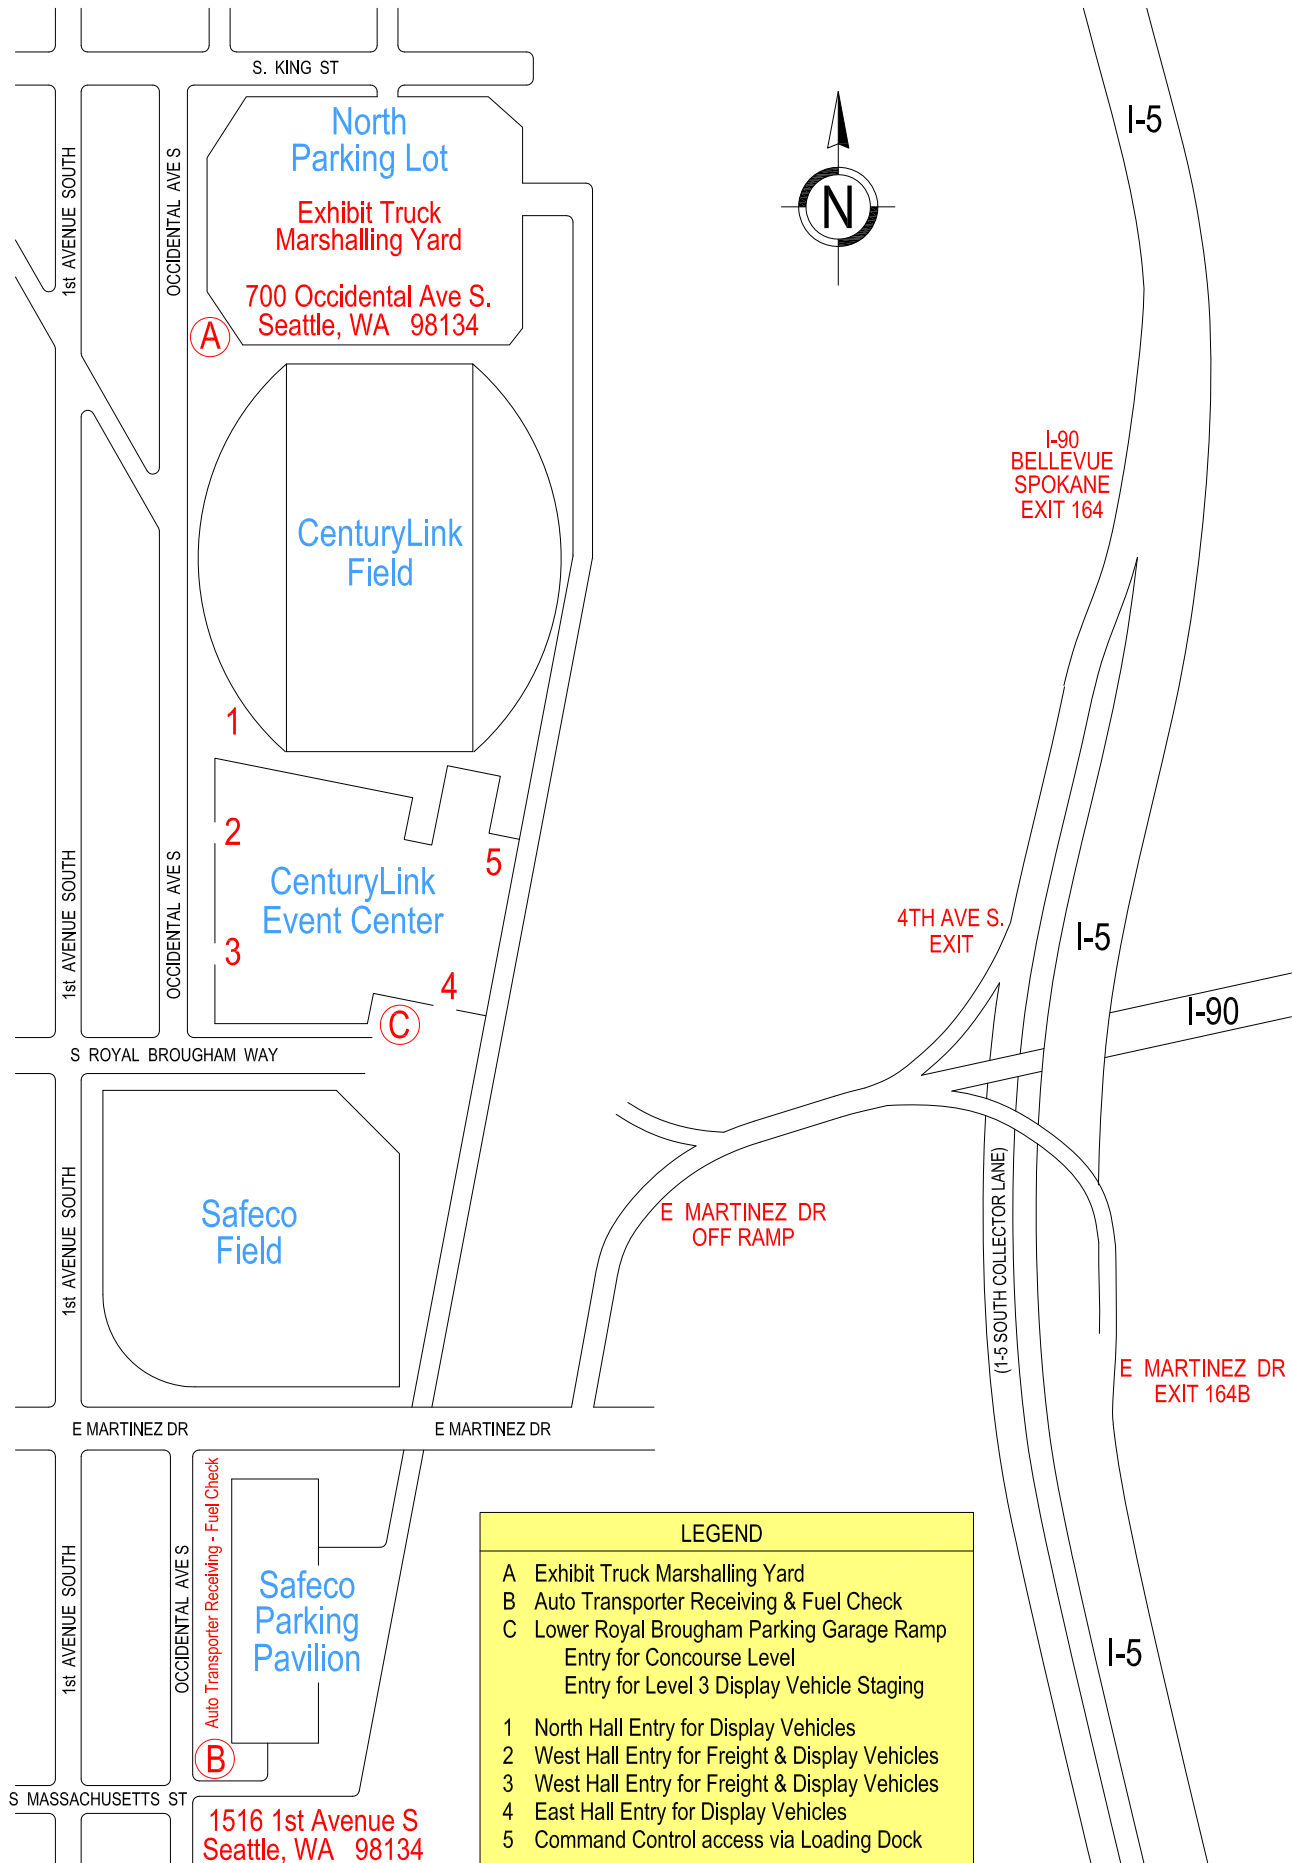 S. KING ST
North
Parking Lot
Exhibit Truck
Marshalling Yard
700 Occidental Ave S.
Seattle, WA 98134
A
1st AVENUE SOUTH
OCCIDENTAL AVE S
N
I-5
I-90
BELLEVUE
SPOKANE
EXIT 164
CenturyLink
Field
1
2
CenturyLink
Event Center
3
4
5
C
1st AVENUE SOUTH
OCCIDENTAL AVE S
4TH AVE S.
EXIT
I-5
I-90
S ROYAL BROUGHAM WAY
1st AVENUE SOUTH
Safeco
Field
E MARTINEZ DR
OFF RAMP
(1-5 SOUTH COLLECTOR LANE)
E MARTINEZ DR
EXIT 164B
E MARTINEZ DR
E MARTINEZ DR
1st AVENUE SOUTH
OCCIDENTAL AVE S
Auto Transporter Receiving - Fuel Check
Safeco
Parking
Pavilion
B
I-5
S MASSACHUSETTS ST
1516 1st Avenue S
Seattle, WA 98134
LEGEND
A Exhibit Truck Marshalling Yard
B Auto Transporter Receiving & Fuel Check
C Lower Royal Brougham Parking Garage Ramp
Entry for Concourse Level
Entry for Level 3 Display Vehicle Staging
1 North Hall Entry for Display Vehicles
2 West Hall Entry for Freight & Display Vehicles
3 West Hall Entry for Freight & Display Vehicles
4 East Hall Entry for Display Vehicles
5 Command Control access via Loading Dock